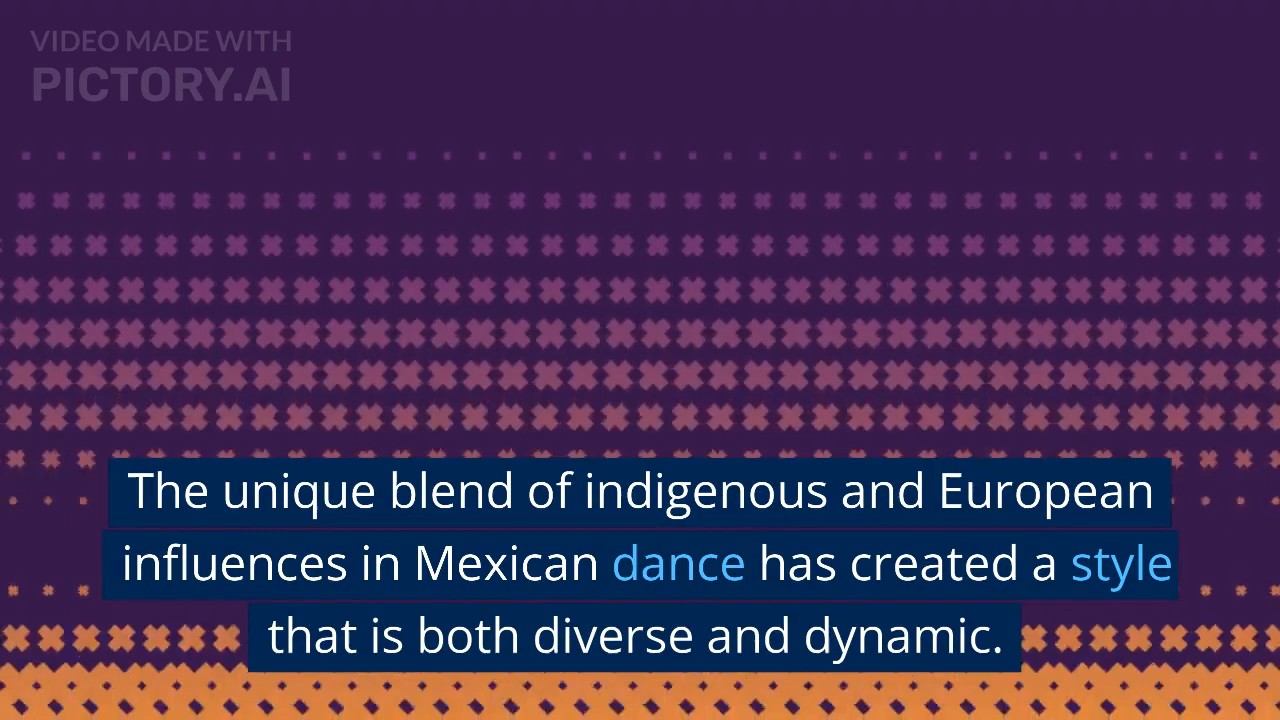 VIDEO MADE WITH
PICTORY.AI
The unique blend of indigenous and European
influences in Mexican dance has created a style
that is both diverse and dynamic.